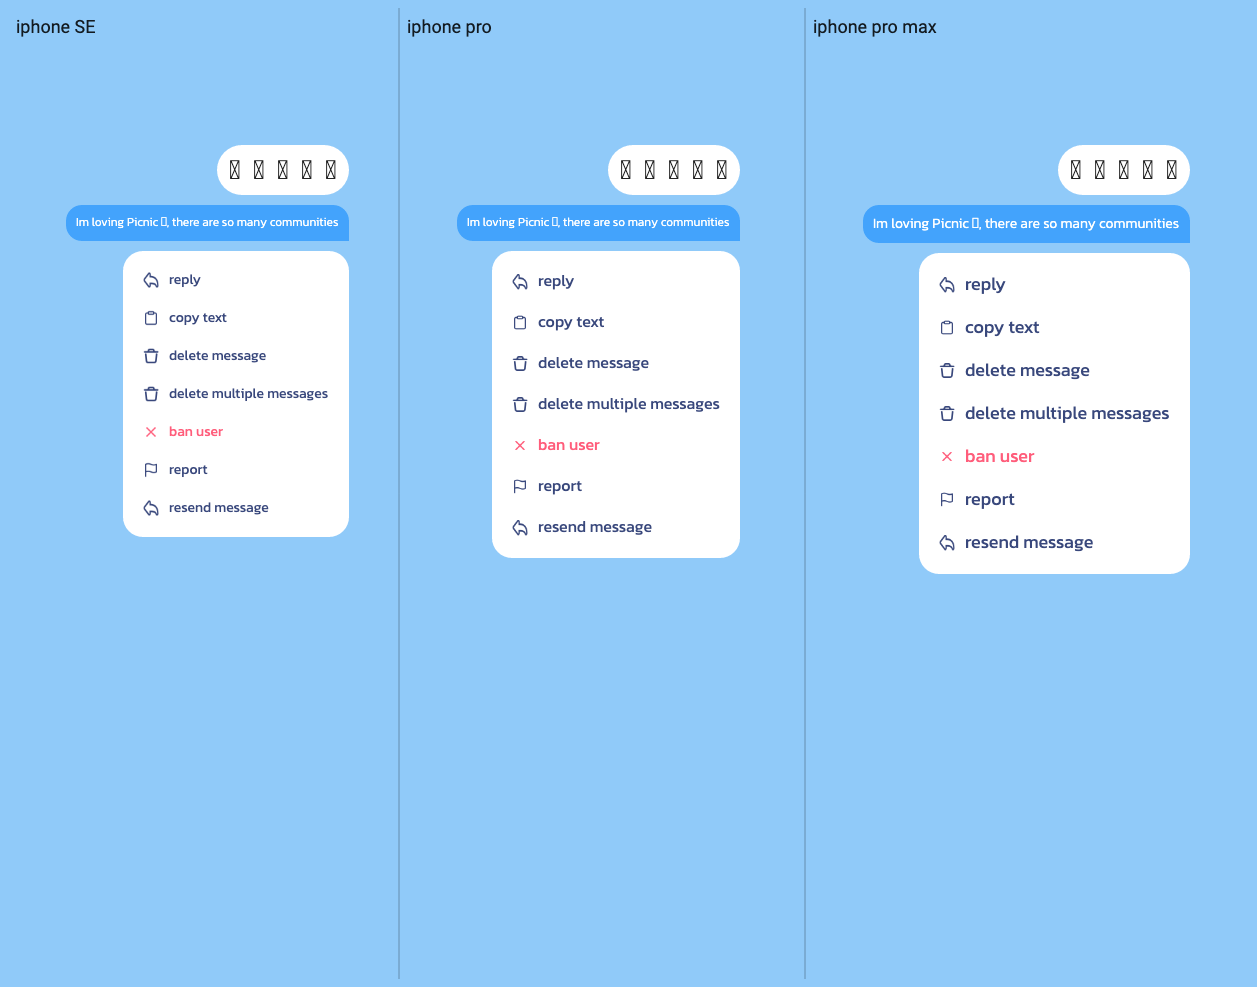 iphone SE
Im loving Picnic , there are so many communities
reply
copy text
delete message
delete multiple messages
ban user
report
resend message
iphone pro
Im loving Picnic , there are so many communities
reply
copy text
delete message
delete multiple messages
ban user
report
resend message
iphone pro max
Im loving Picnic , there are so many communities
reply
copy text
delete message
delete multiple messages
ban user
report
resend message